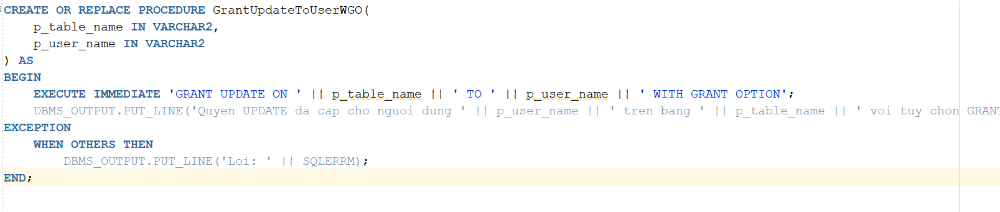 CREATE OR REPLACE PROCEDURE GrantUpdateToUserWGO(
    p_table_name IN VARCHAR2,
    p_user_name IN VARCHAR2
) AS
BEGIN
    EXECUTE IMMEDIATE 'GRANT UPDATE ON ' || p_table_name || ' TO ' || p_user_name || ' WITH GRANT OPTION';
    DBMS_OUTPUT.PUT_LINE('Quyen UPDATE da cap cho nguoi dung ' || p_user_name || ' tren bang ' || p_table_name || ' voi tuy chon GRANT
EXCEPTION
    WHEN OTHERS THEN
        DBMS_OUTPUT.PUT_LINE('Loi: ' || SQLERRM);
END;